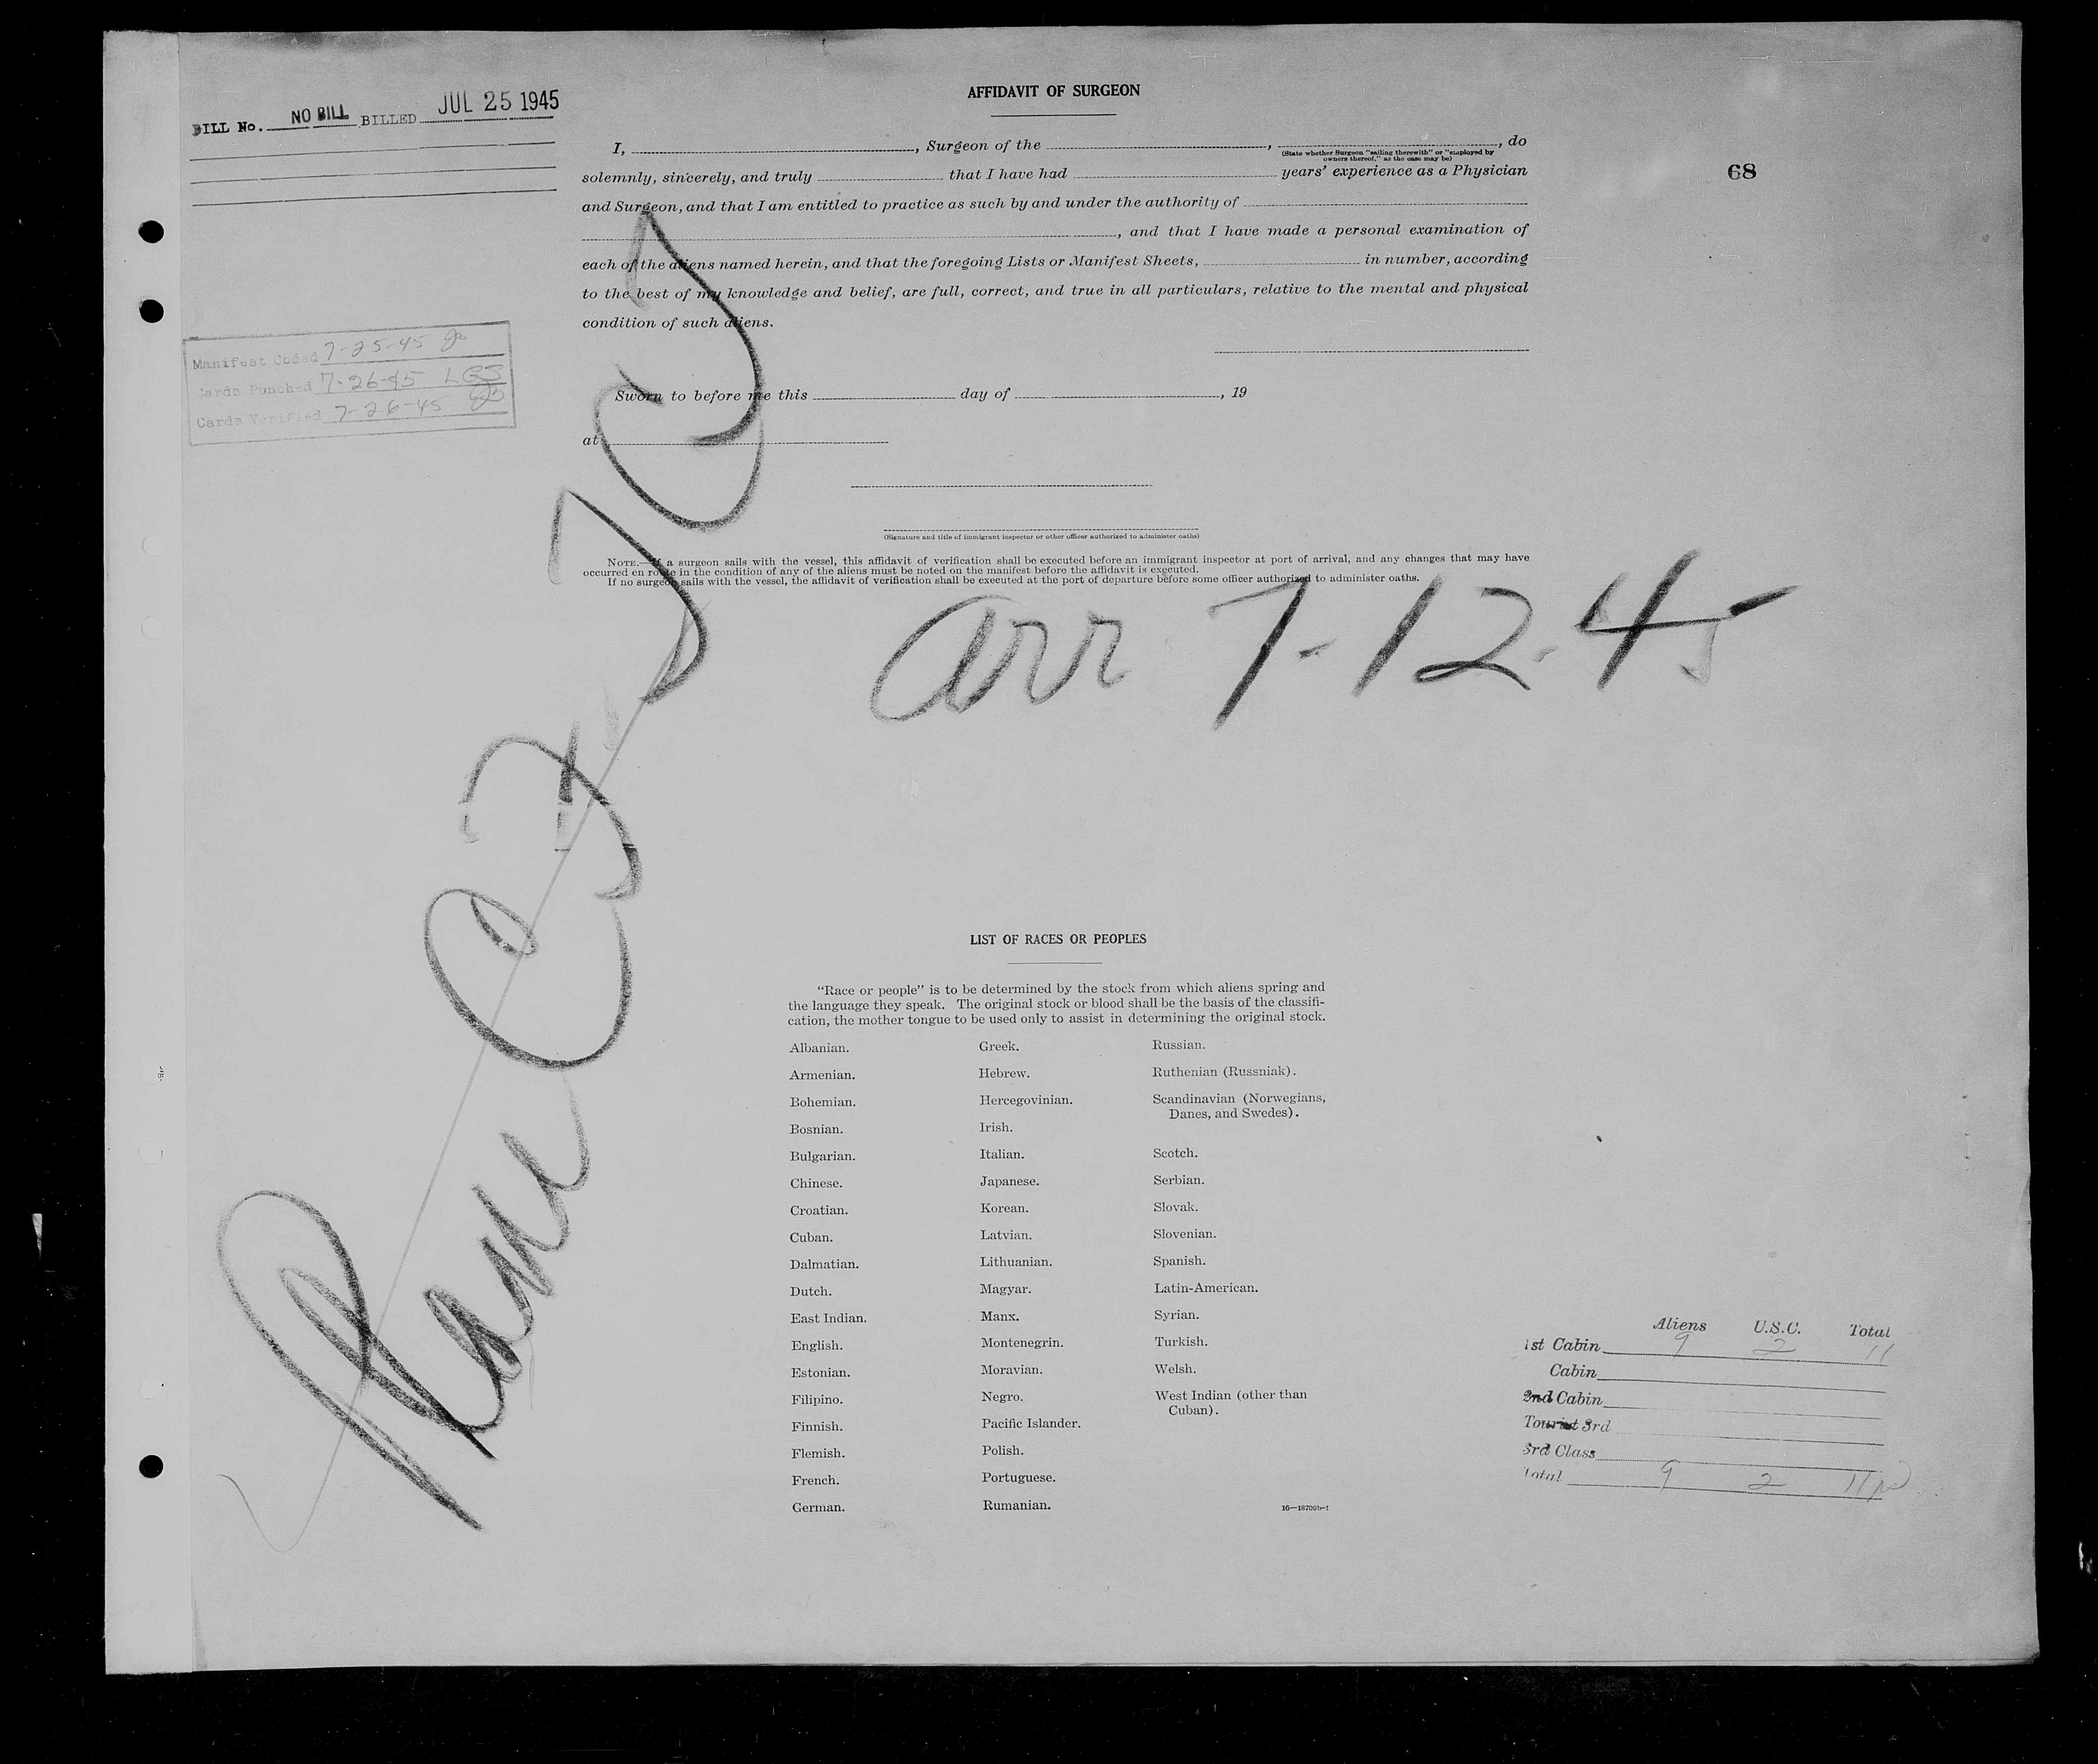 BILL No. NO BILL BILLED JUL 25 1945
AFFIDAVIT OF SURGEON
68
I, , Surgeon of the , , do
(State whether Surgeon "sailing therewith" or "employed by
owners thereof," as the case may be)
solemnly, sincerely, and truly that I have had years' experience as a Physician
and Surgeon, and that I am entitled to practice as such by and under the authority of
, and that I have made a personal examination of
each of the aliens named herein, and that the foregoing Lists or Manifest Sheets, in number, according
to the best of my knowledge and belief, are full, correct, and true in all particulars, relative to the mental and physical
condition of such aliens.
Manifest Coded 7-25-45
Cards Punched 7-26-45 LGS
Cards Verified 7-26-45
Sworn to before me this day of , 19
at
(Signature and title of immigrant inspector or other officer authorized to administer oaths)
NOTE.—If a surgeon sails with the vessel, this affidavit of verification shall be executed before an immigrant inspector at port of arrival, and any changes that may have
occurred en route in the condition of any of the aliens must be noted on the manifest before the affidavit is executed.
If no surgeon sails with the vessel, the affidavit of verification shall be executed at the port of departure before some officer authorized to administer oaths.
arr 7-12-45
LIST OF RACES OR PEOPLES
"Race or people" is to be determined by the stock from which aliens spring and
the language they speak. The original stock or blood shall be the basis of the classifi-
cation, the mother tongue to be used only to assist in determining the original stock.
Albanian.
Armenian.
Bohemian.
Bosnian.
Bulgarian.
Chinese.
Croatian.
Cuban.
Dalmatian.
Dutch.
East Indian.
English.
Estonian.
Filipino.
Finnish.
Flemish.
French.
German.
Greek.
Hebrew.
Hercegovinian.
Irish.
Italian.
Japanese.
Korean.
Latvian.
Lithuanian.
Magyar.
Manx.
Montenegrin.
Moravian.
Negro.
Pacific Islander.
Polish.
Portuguese.
Rumanian.
Russian.
Ruthenian (Russniak).
Scandinavian (Norwegians,
Danes, and Swedes).
Scotch.
Serbian.
Slovak.
Slovenian.
Spanish.
Latin-American.
Syrian.
Turkish.
Welsh.
West Indian (other than
Cuban).
16—18709b-1
Aliens U.S.C. Total
1st Cabin 9 2 11
Cabin
2nd Cabin
Tourist 3rd
3rd Class
Total 9 2 11